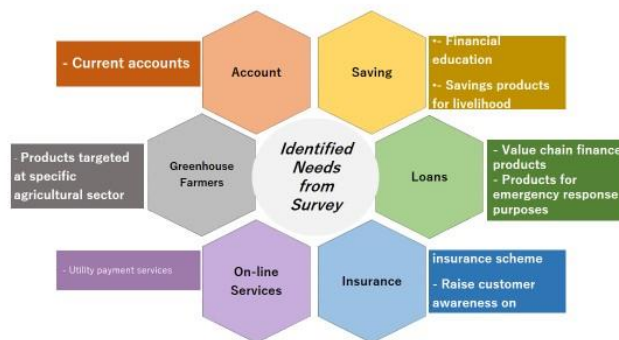 - Current accounts
Account
Saving
•- Financial
education
•- Savings products
for livelihood
- Products targeted
at specific
agricultural sector
Greenhouse
Farmers
Identified
Needs
from
Survey
Loans
- Value chain finance
products
- Products for
emergency response
purposes
- Utility payment services
On-line
Services
Insurance
insurance scheme
- Raise customer
awareness on